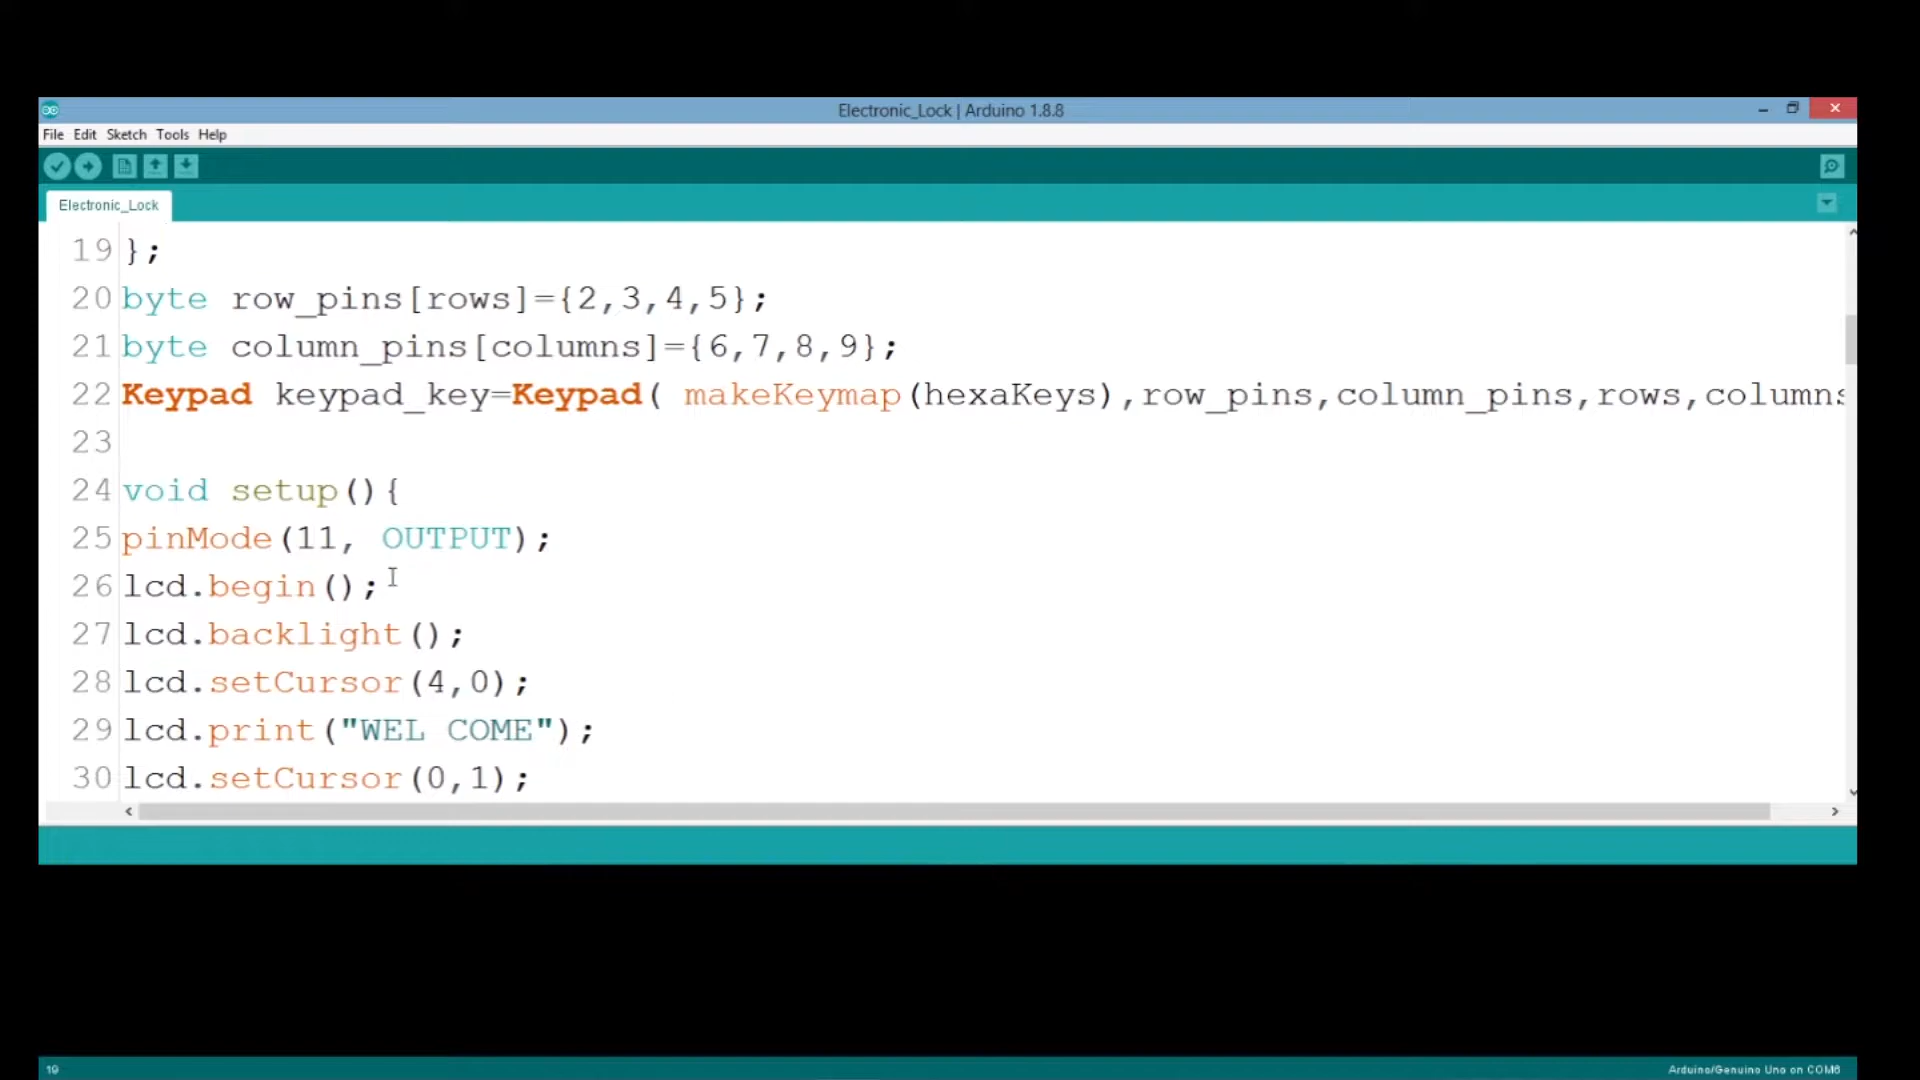 Electronic_Lock | Arduino 1.8.8
File Edit Sketch Tools Help
Electronic_Lock
19 };
20 byte row_pins[rows]={2,3,4,5};
21 byte column_pins[columns]={6,7,8,9};
22 Keypad keypad_key=Keypad( makeKeymap(hexaKeys),row_pins,column_pins,rows,columns
23
24 void setup(){
25 pinMode(11, OUTPUT);
26 lcd.begin();
27 lcd.backlight();
28 lcd.setCursor(4,0);
29 lcd.print("WEL COME");
30 lcd.setCursor(0,1);
19 Arduino/Genuino Uno on COM6